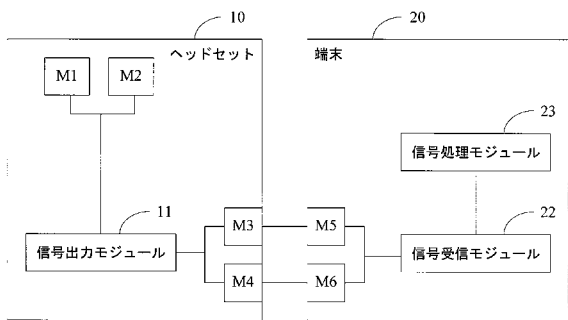 10
20
ヘッドセット
端末
M1
M2
23
信号処理モジュール
11
M3
M5
22
信号出力モジュール
信号受信モジュール
M4
M6